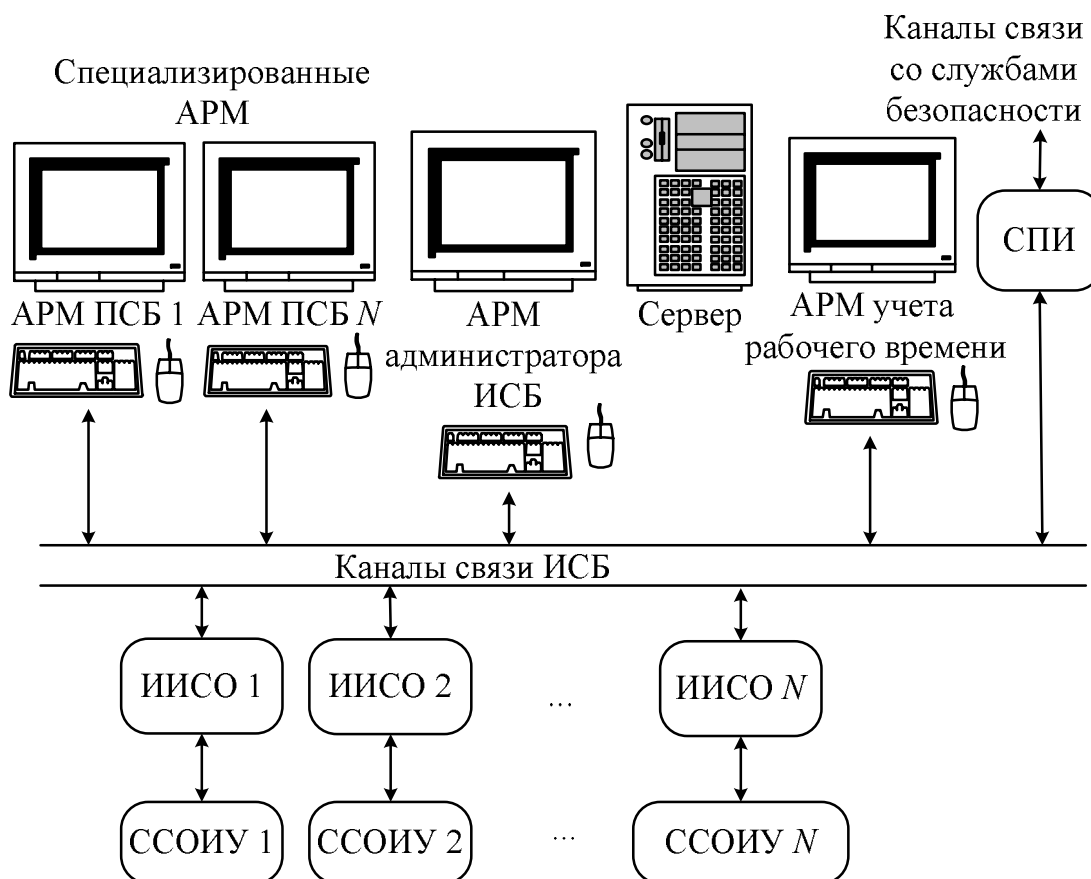 Каналы связи
со службами
безопасности
Специализированные
АРМ
СПИ
АРМ ПСБ 1
АРМ ПСБ N
АРМ
администратора
ИСБ
Сервер
АРМ учета
рабочего времени
Каналы связи ИСБ
ИИСО 1
ИИСО 2
...
ИИСО N
ССОИУ 1
ССОИУ 2
...
ССОИУ N